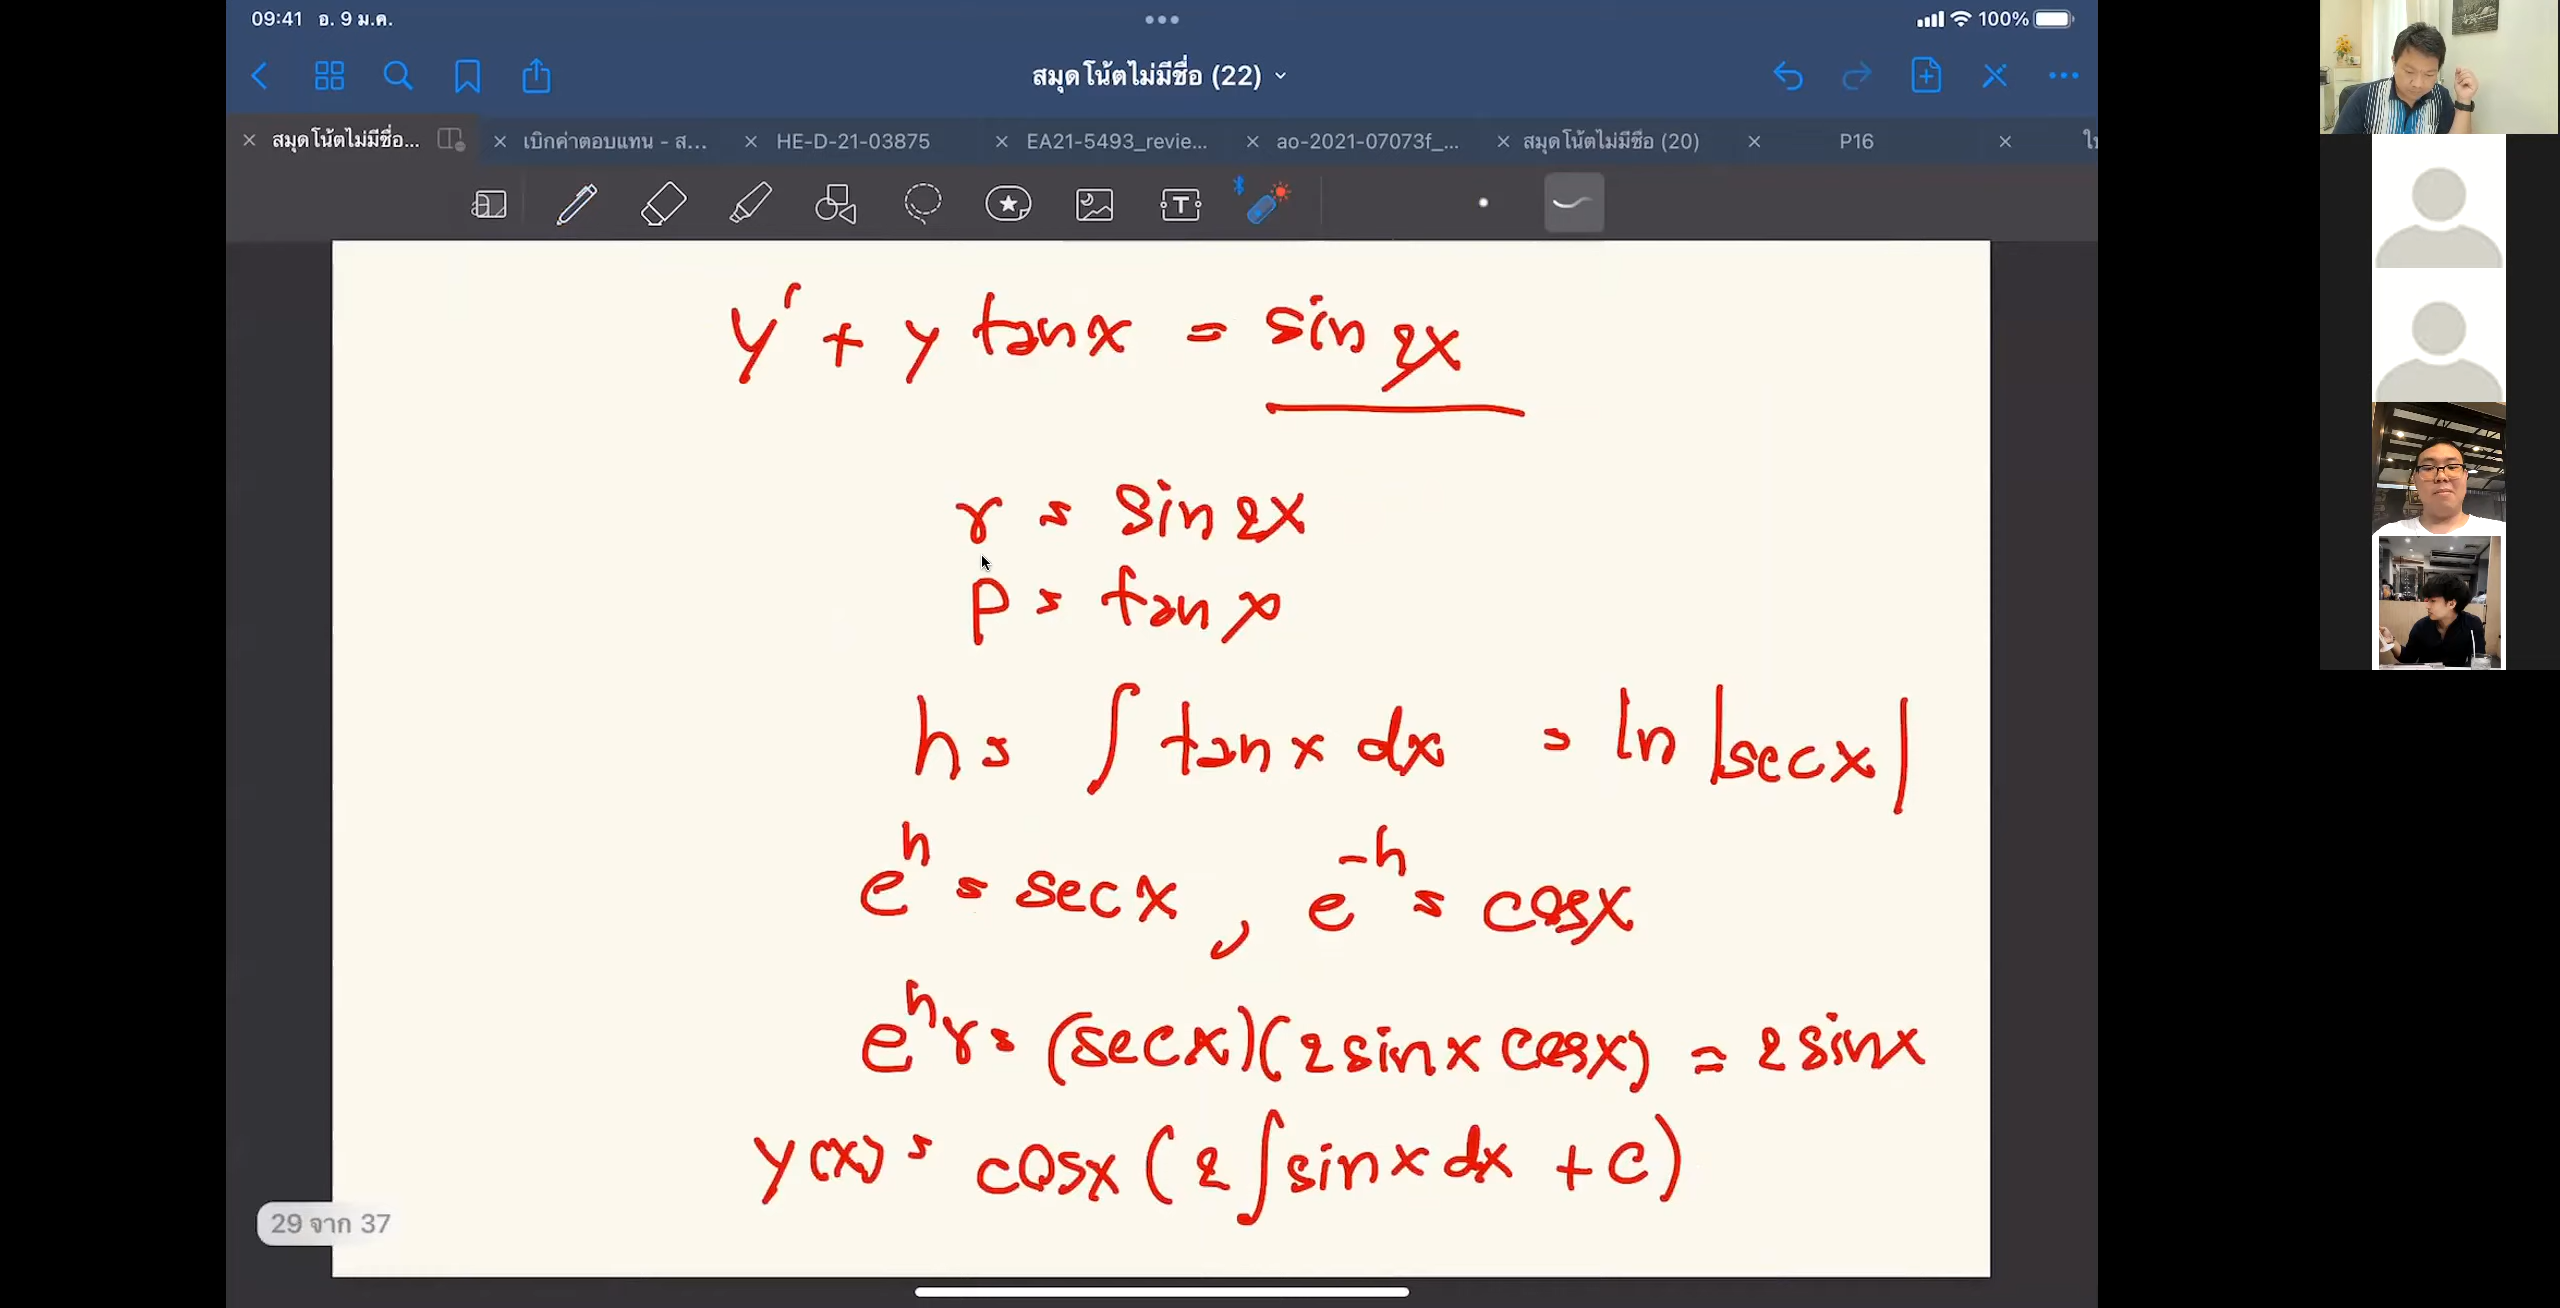 09:41 อ. 9 ม.ค.
100%
สมุดโน้ตไม่มีชื่อ (22)
สมุดโน้ตไม่มีชื่อ...
เบิกค่าตอบแทน - ส...
HE-D-21-03875
EA21-5493_revie...
ao-2021-07073f_...
สมุดโน้ตไม่มีชื่อ (20)
P16
T
y' + y tan x = sin 2x
r = sin 2x
p = tan x
h = ∫ tan x dx = ln |sec x|
e^h = sec x , e^-h = cos x
e^h r = (sec x)(2 sin x cos x) = 2 sin x
y(x) = cos x (2 ∫ sin x dx + c)
29 จาก 37